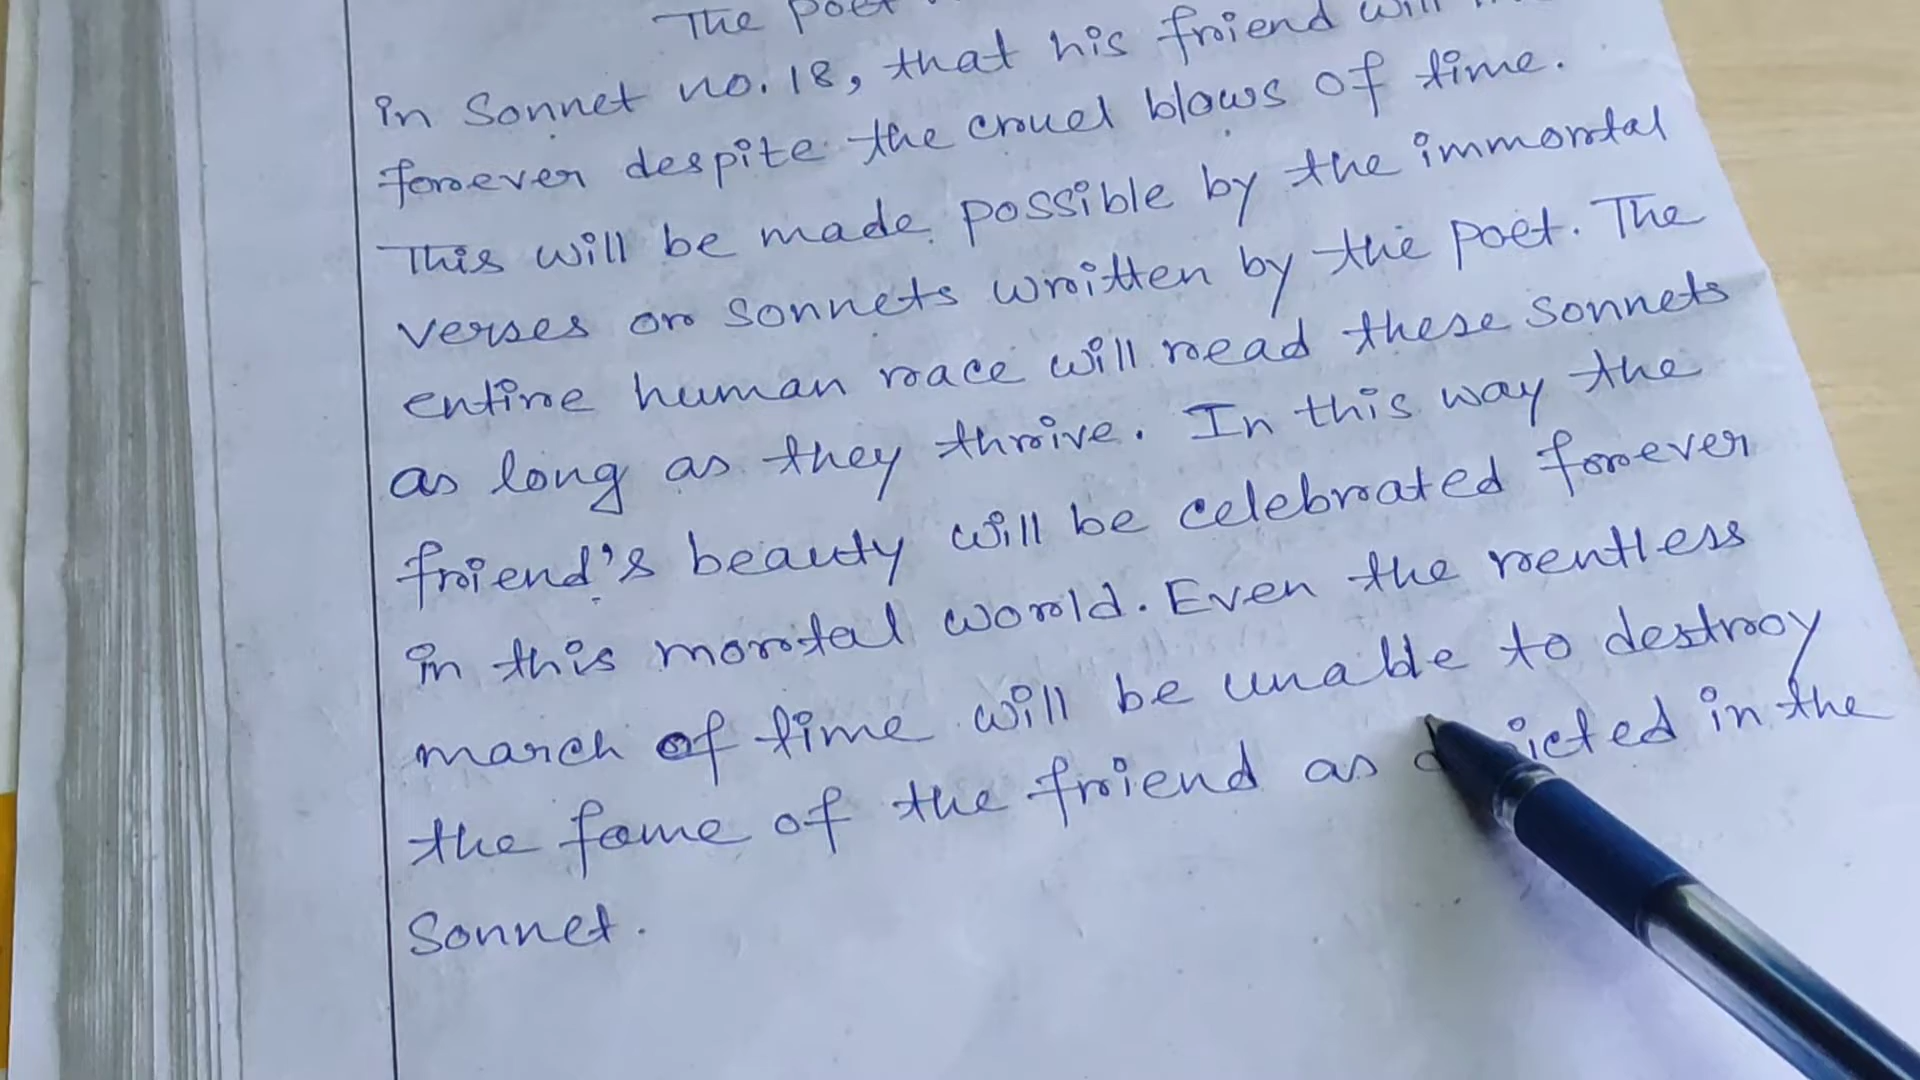 The poet
in Sonnet no. 18, that his friend will
forever despite the cruel blows of time.
This will be made possible by the immortal
verses or sonnets written by the poet. The
entire human race will read these sonnets
as long as they thrive. In this way the
friend's beauty will be celebrated forever
in this mortal world. Even the rentless
march of time will be unable to destroy
the fame of the friend as in the
Sonnet.